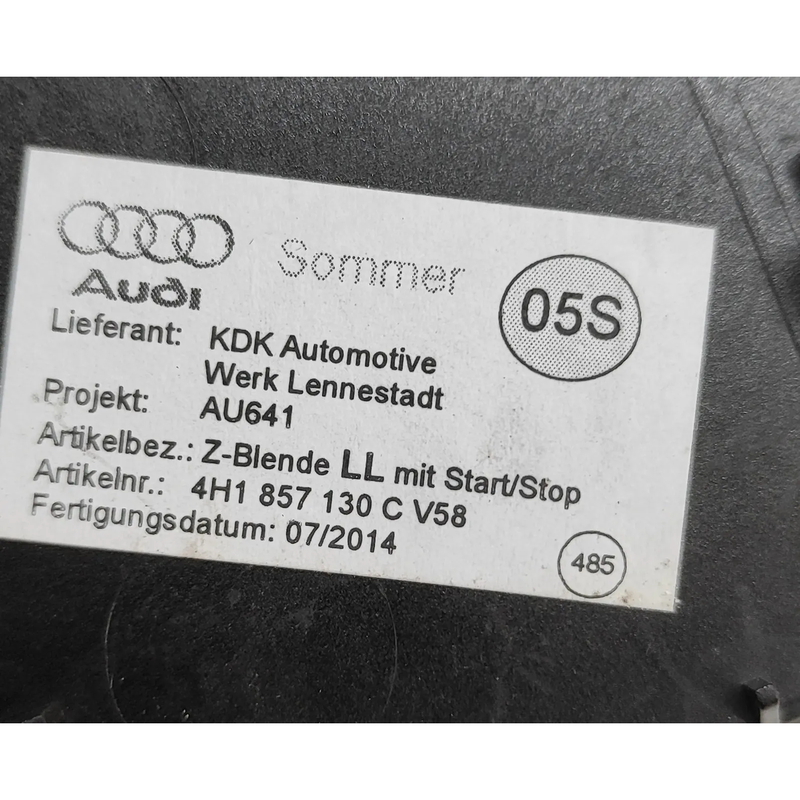 Sommer
Audi
05S
Lieferant: KDK Automotive
Werk Lennestadt
Projekt: AU641
Artikelbez.: Z-Blende LL mit Start/Stop
Artikelnr.: 4H1 857 130 C V58
Fertigungsdatum: 07/2014
485